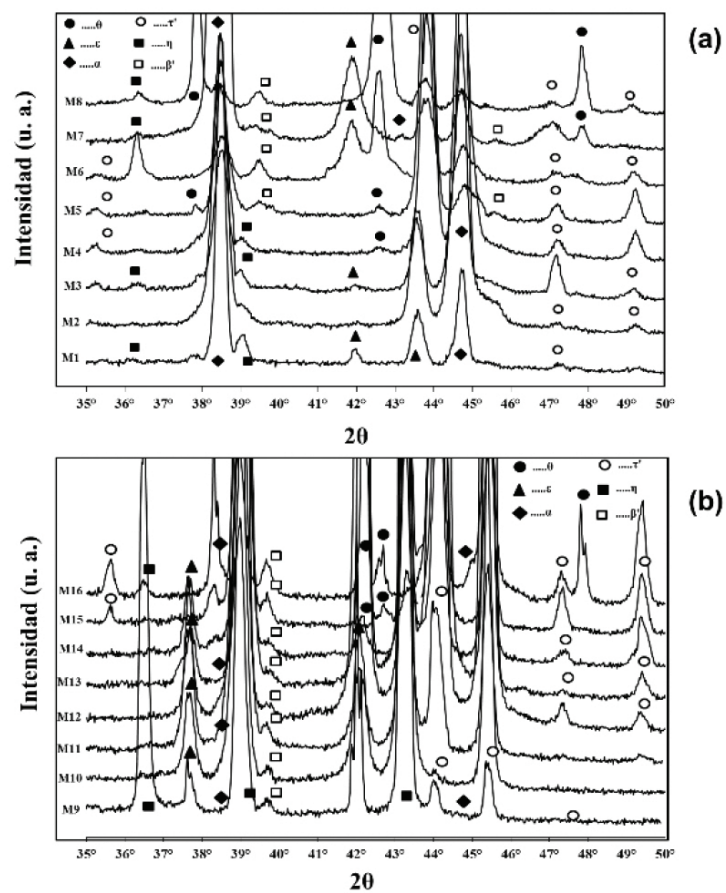 (a)
.....θ .....τ'
.....ε .....η
.....α .....β'
M8
M7
M6
M5
M4
M3
M2
M1
Intensidad (u. a.)
35° 36° 37° 38° 39° 40° 41° 42° 43° 44° 45° 46° 47° 48° 49° 50°
2θ
(b)
.....θ .....τ'
.....ε .....η
.....α .....β'
M16
M15
M14
M13
M12
M11
M10
M9
Intensidad (u. a.)
35° 36° 37° 38° 39° 40° 41° 42° 43° 44° 45° 46° 47° 48° 49° 50°
2θ